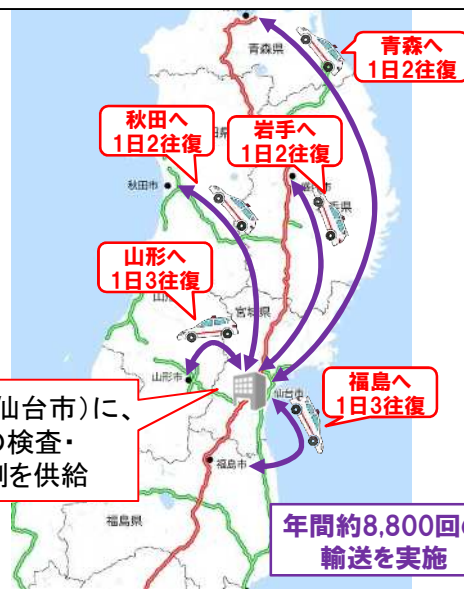 青森県
青森へ
1日2往復
秋田へ
1日2往復
岩手へ
1日2往復
秋田市
県
山形へ
1日3往復
宮城県
山形市
仙台市
福島へ
1日3往復
仙台市)に、
検査・
を供給
福島市
福島県
年間約8,800回
輸送を実施